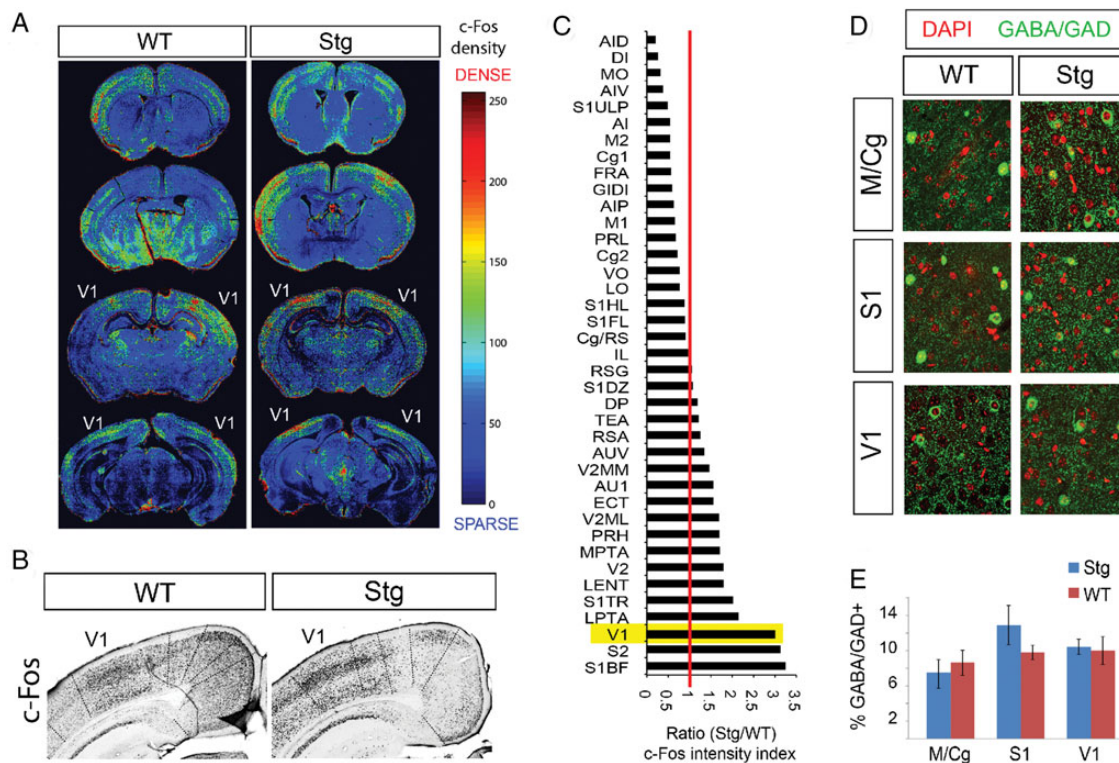 A
WT
Stg
c-Fos
density
DENSE
250
200
150
100
50
0
SPARSE
V1
V1
V1
V1
V1
V1
V1
V1
B
WT
Stg
V1
V1
c-Fos
C
AID
DI
MO
AIV
S1ULP
AI
M2
Cg1
FRA
GIDI
AIP
M1
PRL
Cg2
VO
LO
S1HL
S1FL
Cg/RS
IL
RSG
S1DZ
DP
TEA
RSA
AUV
V2MM
AU1
ECT
V2ML
PRH
MPTA
V2
LENT
S1TR
LPTA
V1
S2
S1BF
0 0.5 1 1.5 2 2.5 3 3.5
Ratio (Stg/WT)
c-Fos intensity index
D
DAPI GABA/GAD
WT
Stg
M/Cg
S1
V1
E
Stg
WT
% GABA/GAD+
14
12
10
8
6
4
2
M/Cg S1 V1